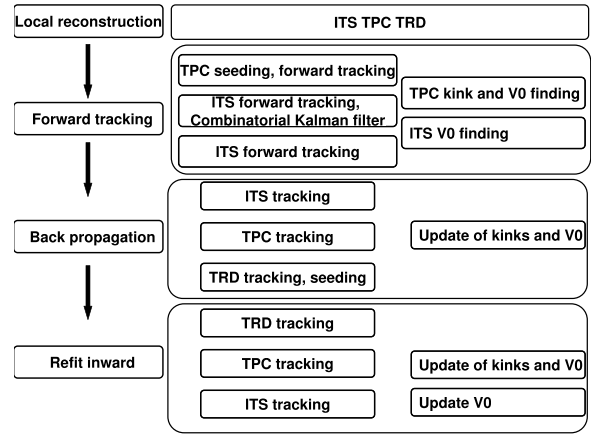 Local reconstruction
ITS TPC TRD
Forward tracking
TPC seeding, forward tracking
ITS forward tracking,
Combinatorial Kalman filter
ITS forward tracking
TPC kink and V0 finding
ITS V0 finding
Back propagation
ITS tracking
TPC tracking
TRD tracking, seeding
Update of kinks and V0
Refit inward
TRD tracking
TPC tracking
ITS tracking
Update of kinks and V0
Update V0